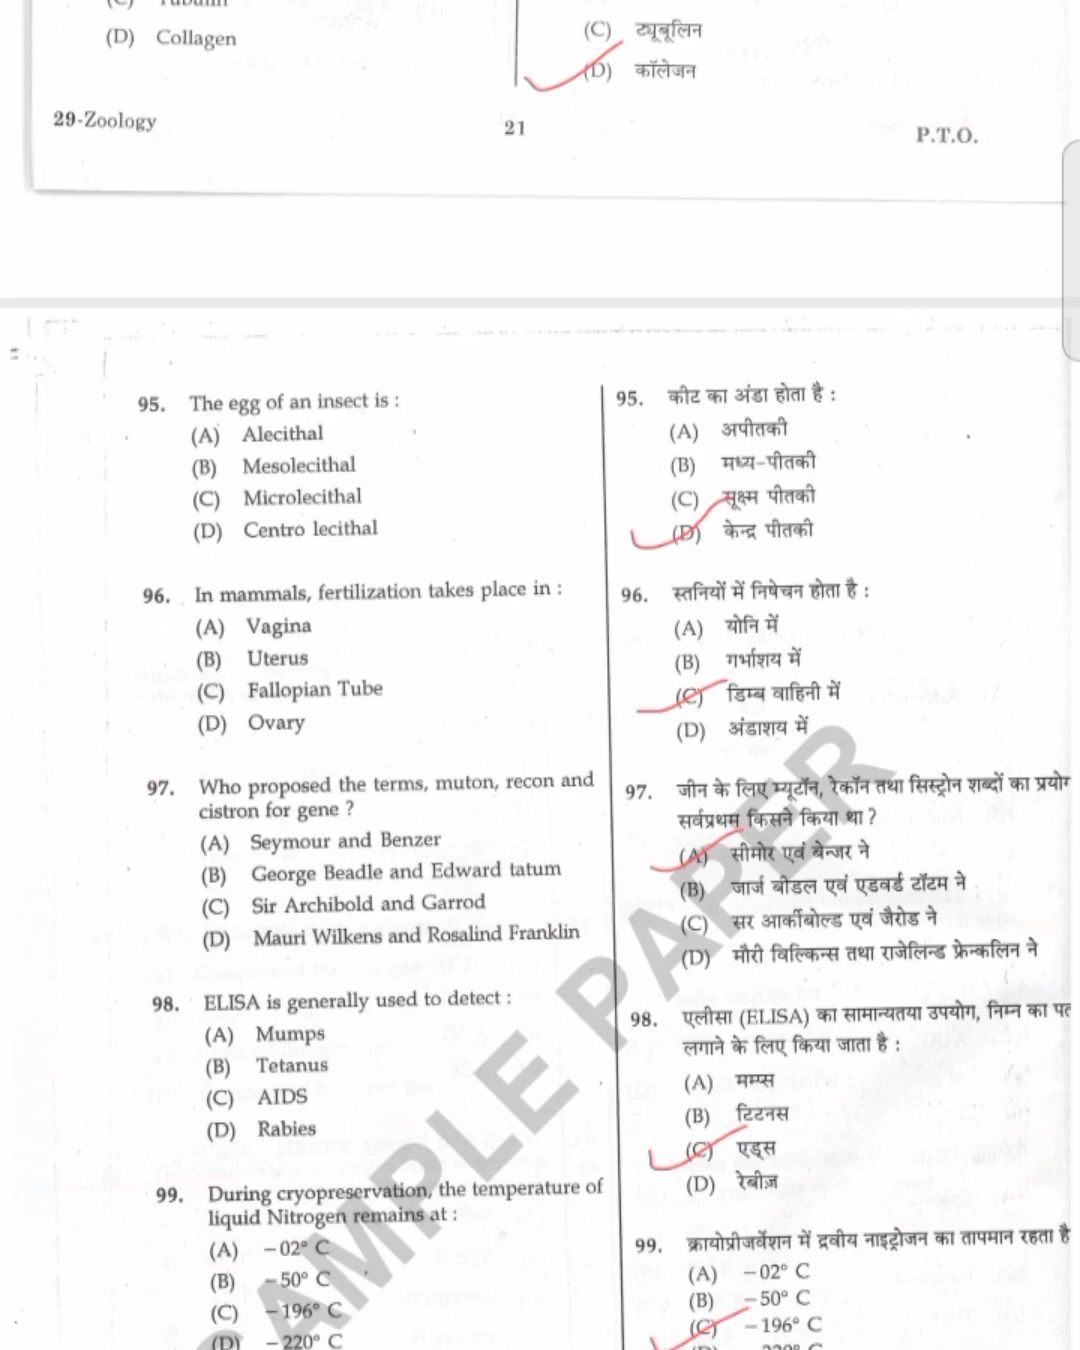 (D) Collagen
(C) ट्यूबूलिन
(D) कॉलेजन
29-Zoology
21
P.T.O.
95. The egg of an insect is :
(A) Alecithal
(B) Mesolecithal
(C) Microlecithal
(D) Centro lecithal
96. In mammals, fertilization takes place in :
(A) Vagina
(B) Uterus
(C) Fallopian Tube
(D) Ovary
97. Who proposed the terms, muton, recon and
cistron for gene ?
(A) Seymour and Benzer
(B) George Beadle and Edward tatum
(C) Sir Archibold and Garrod
(D) Mauri Wilkens and Rosalind Franklin
98. ELISA is generally used to detect :
(A) Mumps
(B) Tetanus
(C) AIDS
(D) Rabies
99. During cryopreservation, the temperature of
liquid Nitrogen remains at :
(A) −02° C
(B) −50° C
(C) −196° C
(D) −220° C
95. कीट का अंडा होता है :
(A) अपीतकी
(B) मध्य-पीतकी
(C) सूक्ष्म पीतकी
(D) केन्द्र पीतकी
96. स्तनियों में निषेचन होता है :
(A) योनि में
(B) गर्भाशय में
(C) डिम्ब वाहिनी में
(D) अंडाशय में
97. जीन के लिए म्यूटॉन, रेकॉन तथा सिस्ट्रोन शब्दों का प्रयोग
सर्वप्रथम किसने किया था ?
(A) सीमोर एवं बेन्जर ने
(B) जार्ज बीडल एवं एडवर्ड टॉटम ने
(C) सर आर्कीबोल्ड एवं जैरोड ने
(D) मौरी विल्किन्स तथा राजेलिन्ड फ्रेन्कलिन ने
98. एलीसा (ELISA) का सामान्यतया उपयोग, निम्न का
लगाने के लिए किया जाता है :
(A) मम्प्स
(B) टिटनस
(C) एड्स
(D) रेबीज़
99. क्रायोप्रीजर्वेशन में द्रवीय नाइट्रोजन का तापमान रहता है
(A) −02° C
(B) −50° C
(C) −196° C
SAMPLE PAPER